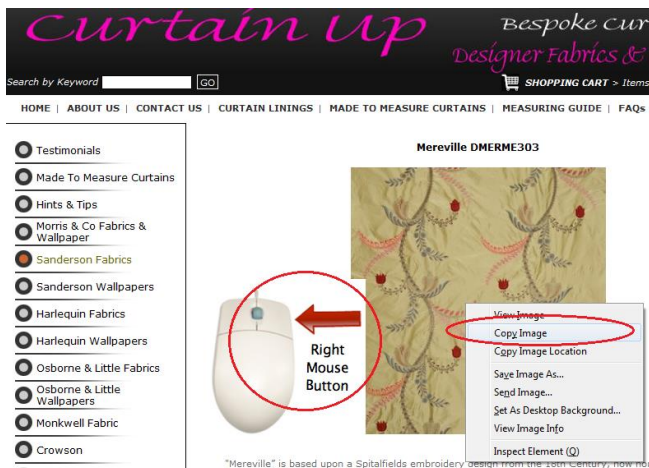 Curtain Up
Bespoke Cur
Designer Fabrics &
Search by Keyword GO
SHOPPING CART > Items
HOME | ABOUT US | CONTACT US | CURTAIN LININGS | MADE TO MEASURE CURTAINS | MEASURING GUIDE | FAQs
Testimonials
Made To Measure Curtains
Hints & Tips
Morris & Co Fabrics &
Wallpaper
Sanderson Fabrics
Sanderson Wallpapers
Harlequin Fabrics
Harlequin Wallpapers
Osborne & Little Fabrics
Osborne & Little
Wallpapers
Monkwell Fabric
Crowson
Mereville DMERME303
Right
Mouse
Button
View Image
Copy Image
Copy Image Location
Save Image As...
Send Image...
Set As Desktop Background...
View Image Info
Inspect Element (Q)
"Mereville" is based upon a Spitalfields embroidery design from the 18th Century, now